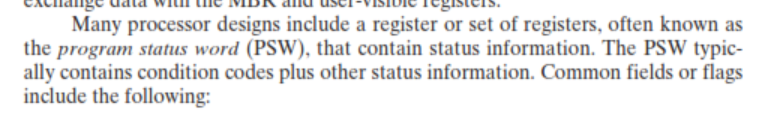 exchange data with the MBR and user-visible registers.
Many processor designs include a register or set of registers, often known as
the program status word (PSW), that contain status information. The PSW typic-
ally contains condition codes plus other status information. Common fields or flags
include the following: